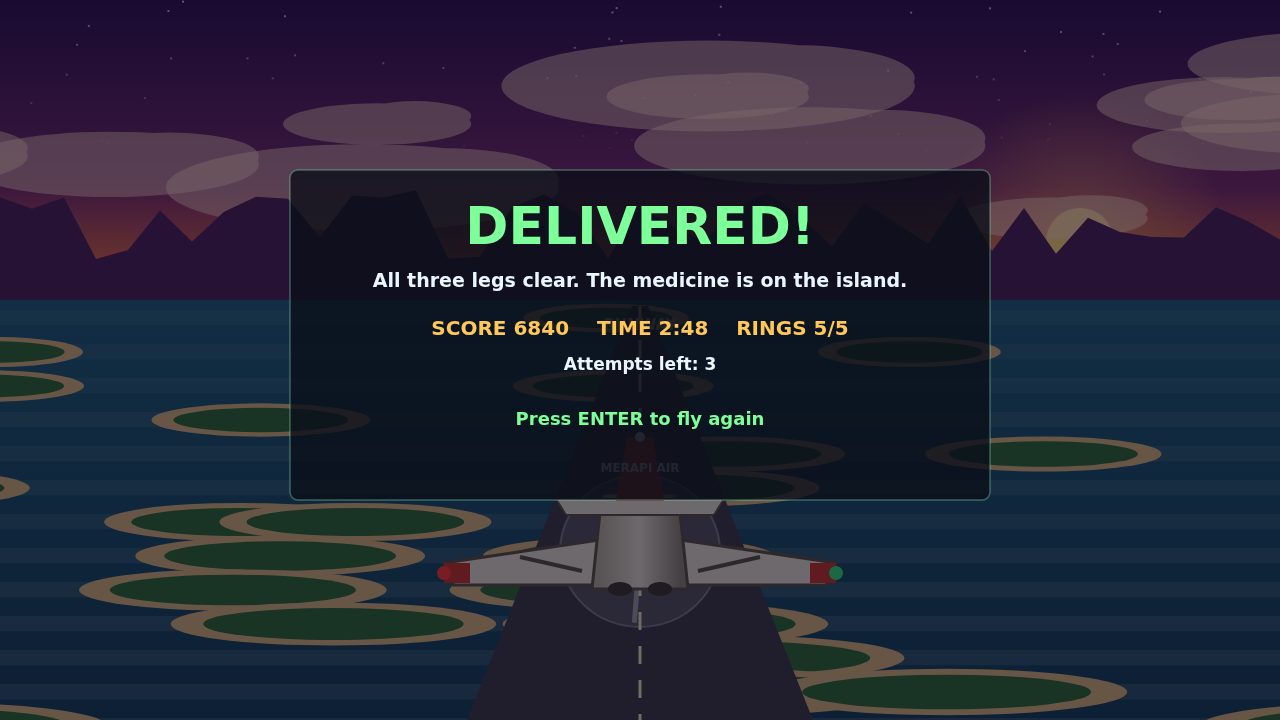 DELIVERED!
All three legs clear. The medicine is on the island.
SCORE 6840 TIME 2:48 RINGS 5/5
Attempts left: 3
Press ENTER to fly again
MERAPI AIR